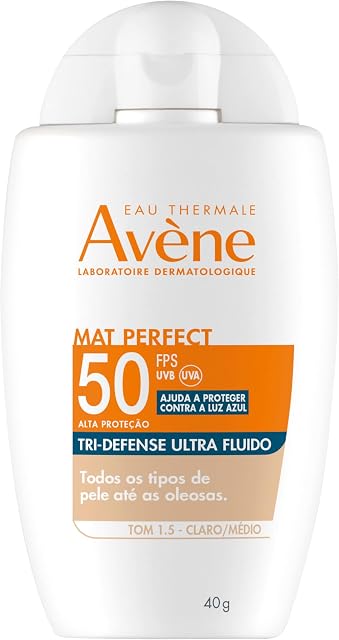 EAU THERMALE
Avène
LABORATOIRE DERMATOLOGIQUE
MAT PERFECT
50 FPS
UVB UVA
ALTA PROTEÇÃO
AJUDA A PROTEGER
CONTRA A LUZ AZUL
TRI-DEFENSE ULTRA FLUIDO
Todos os tipos de
pele até as oleosas.
TOM 1.5 - CLARO/MÉDIO
40g